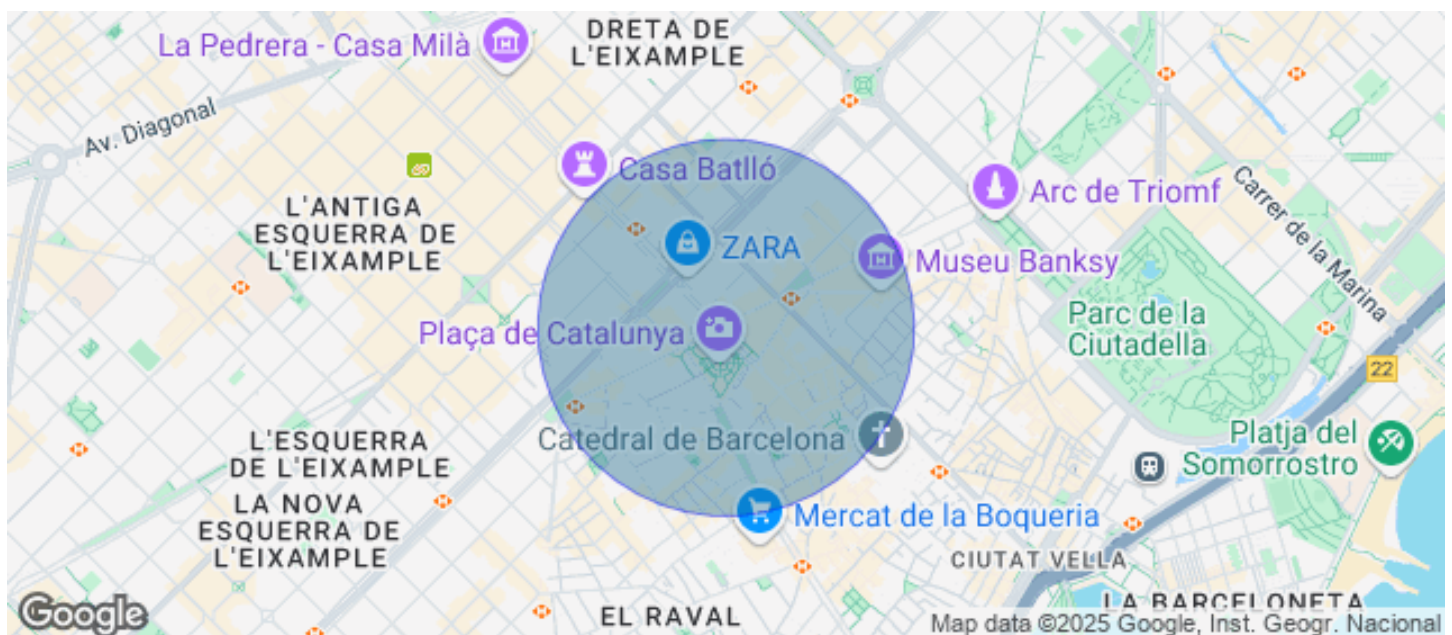 La Pedrera - Casa Milà
DRETA DE
L'EIXAMPLE
Av. Diagonal
Casa Batlló
Arc de Triomf
Carrer de la Marina
L'ANTIGA
ESQUERRA DE
L'EIXAMPLE
ZARA
Museu Banksy
Plaça de Catalunya
Parc de la
Ciutadella
22
L'ESQUERRA
DE L'EIXAMPLE
Catedral de Barcelona
Platja del
Somorrostro
LA NOVA
ESQUERRA DE
L'EIXAMPLE
Mercat de la Boqueria
CIUTAT VELLA
EL RAVAL
LA BARCELONETA
Google
Map data ©2025 Google, Inst. Geogr. Nacional